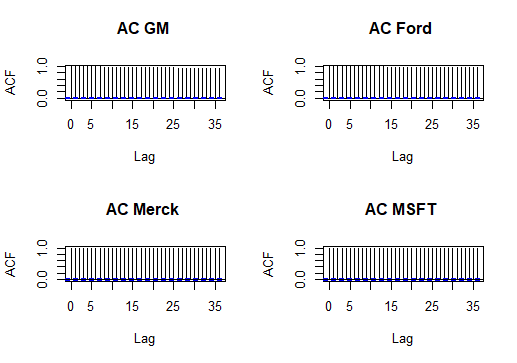 AC GM
ACF
0.0 1.0
0 5 15 25 35
Lag
AC Ford
ACF
0.0 1.0
0 5 15 25 35
Lag
AC Merck
ACF
0.0 1.0
0 5 15 25 35
Lag
AC MSFT
ACF
0.0 1.0
0 5 15 25 35
Lag